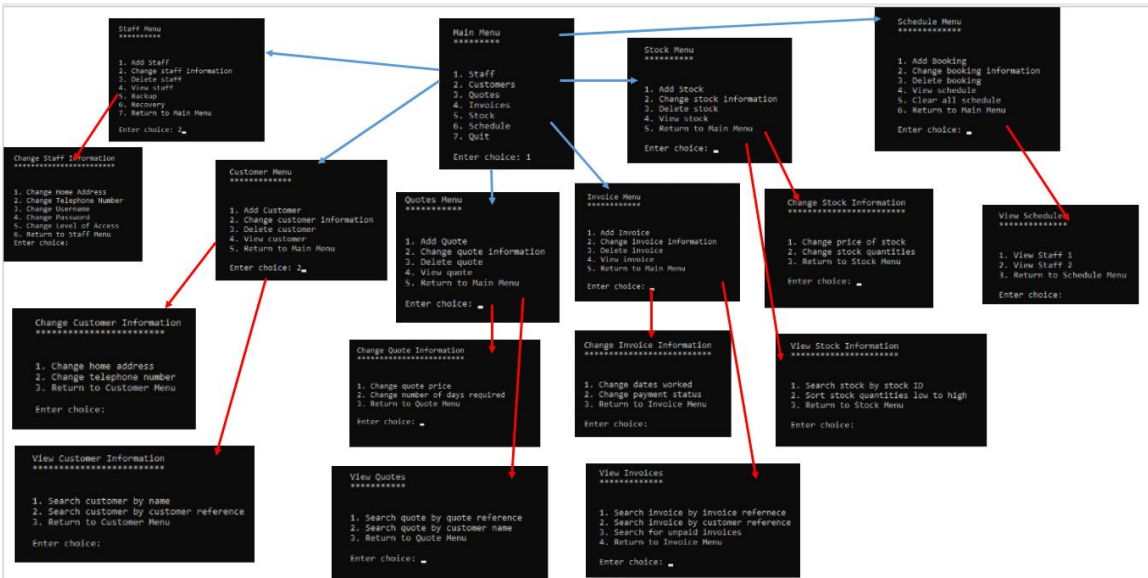 Staff Menu
**********
1. Add Staff
2. Change staff information
3. Delete staff
4. View staff
5. Backup
6. Recovery
7. Return to Main Menu
Enter choice: 2
Main Menu
*********
1. Staff
2. Customers
3. Quotes
4. Invoices
5. Stock
6. Schedule
7. Quit
Enter choice: 1
Stock Menu
**********
1. Add Stock
2. Change stock information
3. Delete stock
4. View stock
5. Return to Main Menu
Enter choice:
Schedule Menu
*************
1. Add Booking
2. Change booking information
3. Delete booking
4. View schedule
5. Clear all schedule
6. Return to Main Menu
Enter choice:
Change Staff Information
************************
1. Change Home Address
2. Change Telephone Number
3. Change Username
4. Change Password
5. Change Level of Access
6. Return to Staff Menu
Enter choice:
Customer Menu
*************
1. Add Customer
2. Change customer information
3. Delete customer
4. View customer
5. Return to Main Menu
Enter choice: 2
Quotes Menu
***********
1. Add Quote
2. Change quote information
3. Delete quote
4. View quote
5. Return to Main Menu
Enter choice:
Invoice Menu
************
1. Add Invoice
2. Change invoice information
3. Delete invoice
4. View invoice
5. Return to Main Menu
Enter choice:
Change Stock Information
************************
1. Change price of stock
2. Change stock quantities
3. Return to Stock Menu
Enter choice:
View Schedule
*************
1. View Staff 1
2. View Staff 2
3. Return to Schedule Menu
Enter choice:
Change Customer Information
***************************
1. Change home address
2. Change telephone number
3. Return to Customer Menu
Enter choice:
Change Quote Information
************************
1. Change quote price
2. Change number of days required
3. Return to Quote Menu
Enter choice:
Change Invoice Information
**************************
1. Change dates worked
2. Change payment status
3. Return to Invoice Menu
Enter choice:
View Stock Information
**********************
1. Search stock by stock ID
2. Sort stock quantities low to high
3. Return to Stock Menu
Enter choice:
View Customer Information
*************************
1. Search customer by name
2. Search customer by customer reference
3. Return to Customer Menu
Enter choice:
View Quotes
***********
1. Search quote by quote reference
2. Search quote by customer name
3. Return to Quote Menu
Enter choice:
View Invoices
*************
1. Search invoice by invoice refernece
2. Search invoice by customer reference
3. Search for unpaid invoices
4. Return to Invoice Menu
Enter choice: